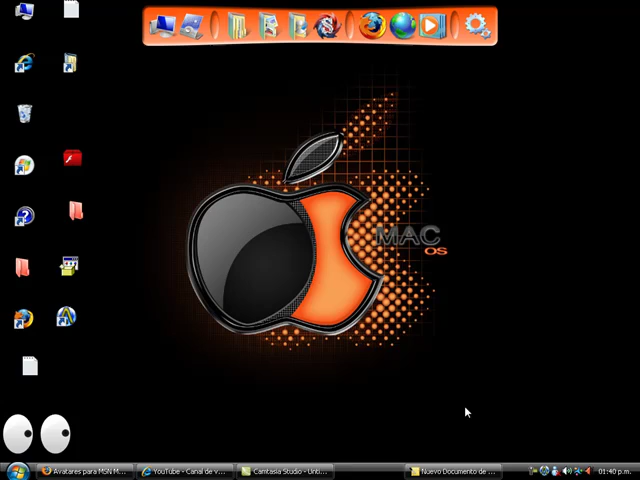 MAC
OS
Avatares para MSN M...
YouTube - Canal de v...
Camtasia Studio - Unti...
Nuevo Documento de ...
01:40 p.m.